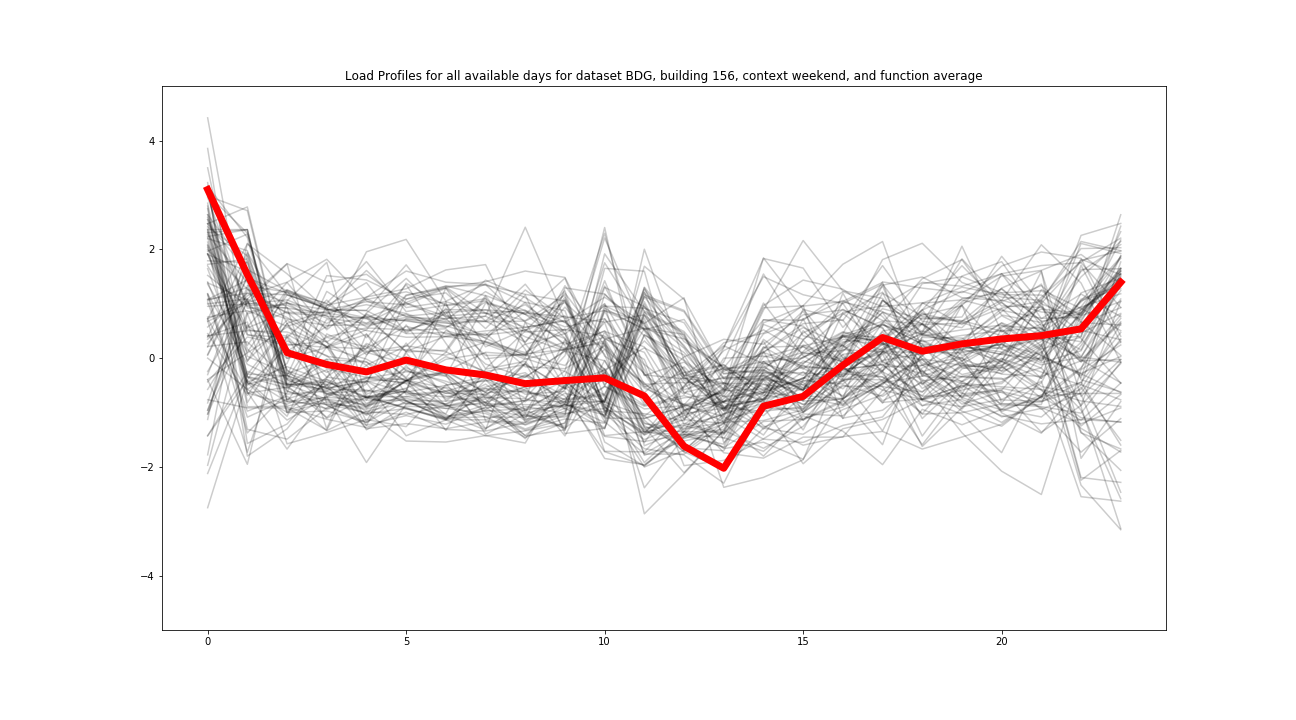 Load Profiles for all available days for dataset BDG, building 156, context weekend, and function average
4
2
0
−2
−4
0 5 10 15 20